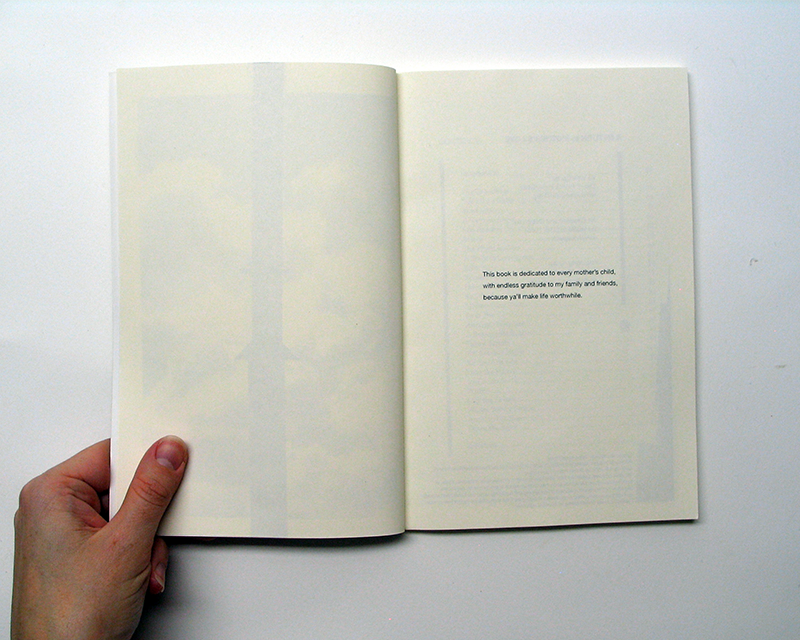 This book is dedicated to every mother's child,
with endless gratitude to my family and friends,
because ya'll make life worthwhile.